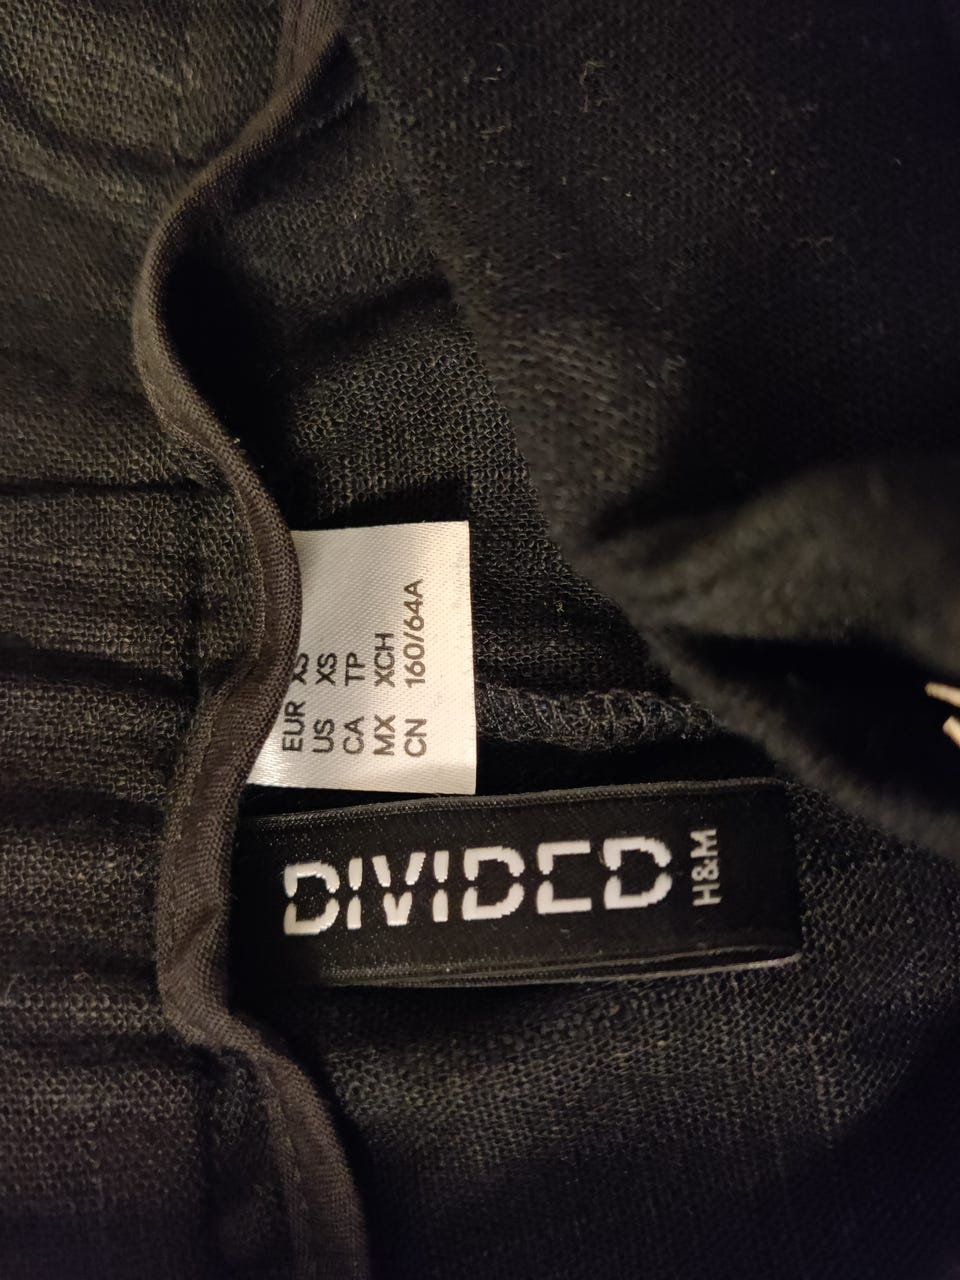 EUR XS
US XS
CA TP
MX XCH
CN 160/64A
DIVIDED
H&M